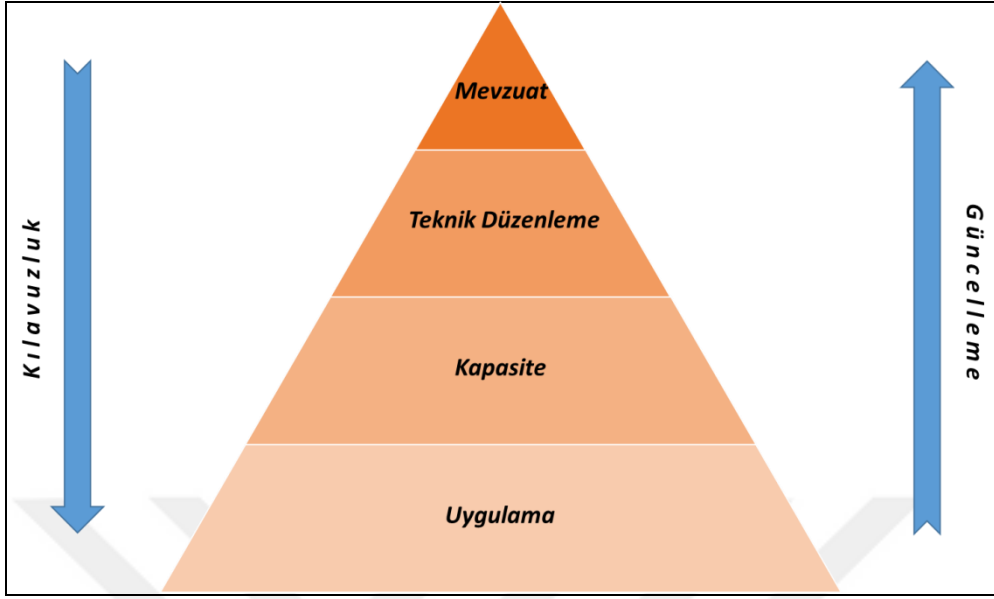 Mevzuat
Teknik Düzenleme
Kapasite
Uygulama
Kılavuzluk
Güncelleme